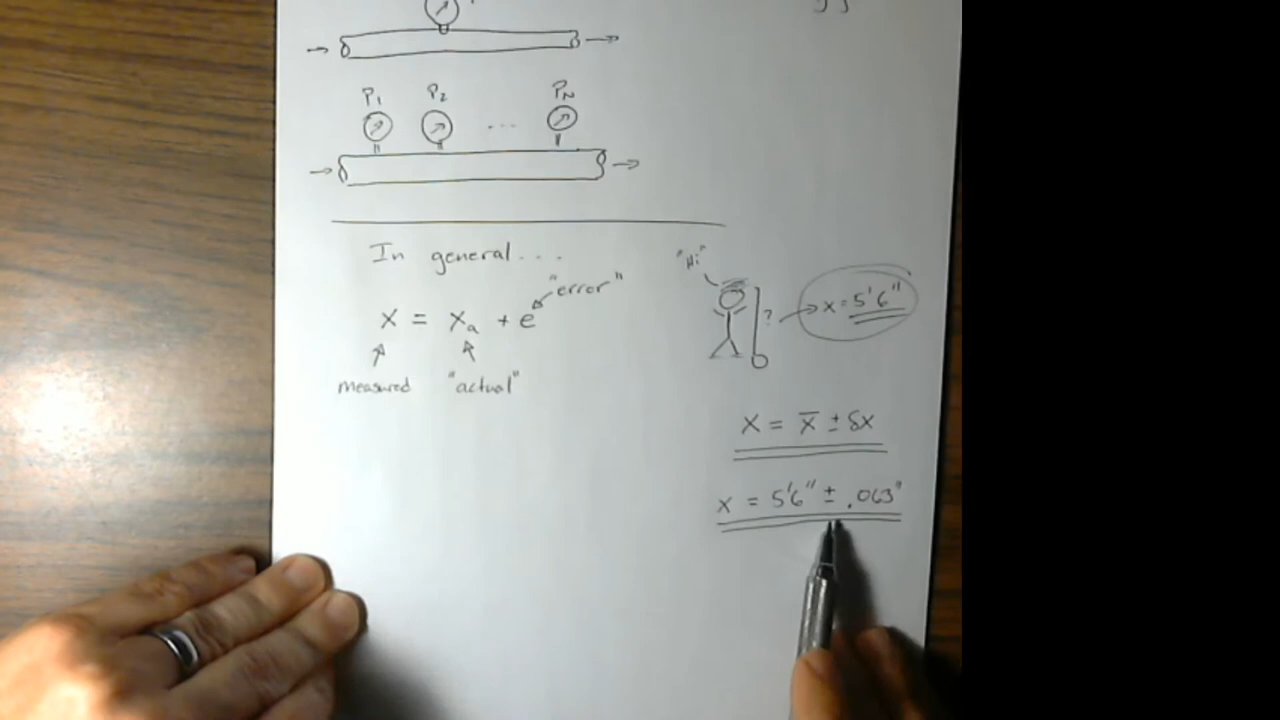 P₁ P₂ ... P_N
In general...
"error"
x = xₐ + e
measured "actual"
"Hi"
?
x = 5'6"
x = x̄ ± δx
x = 5'6" ± .063"